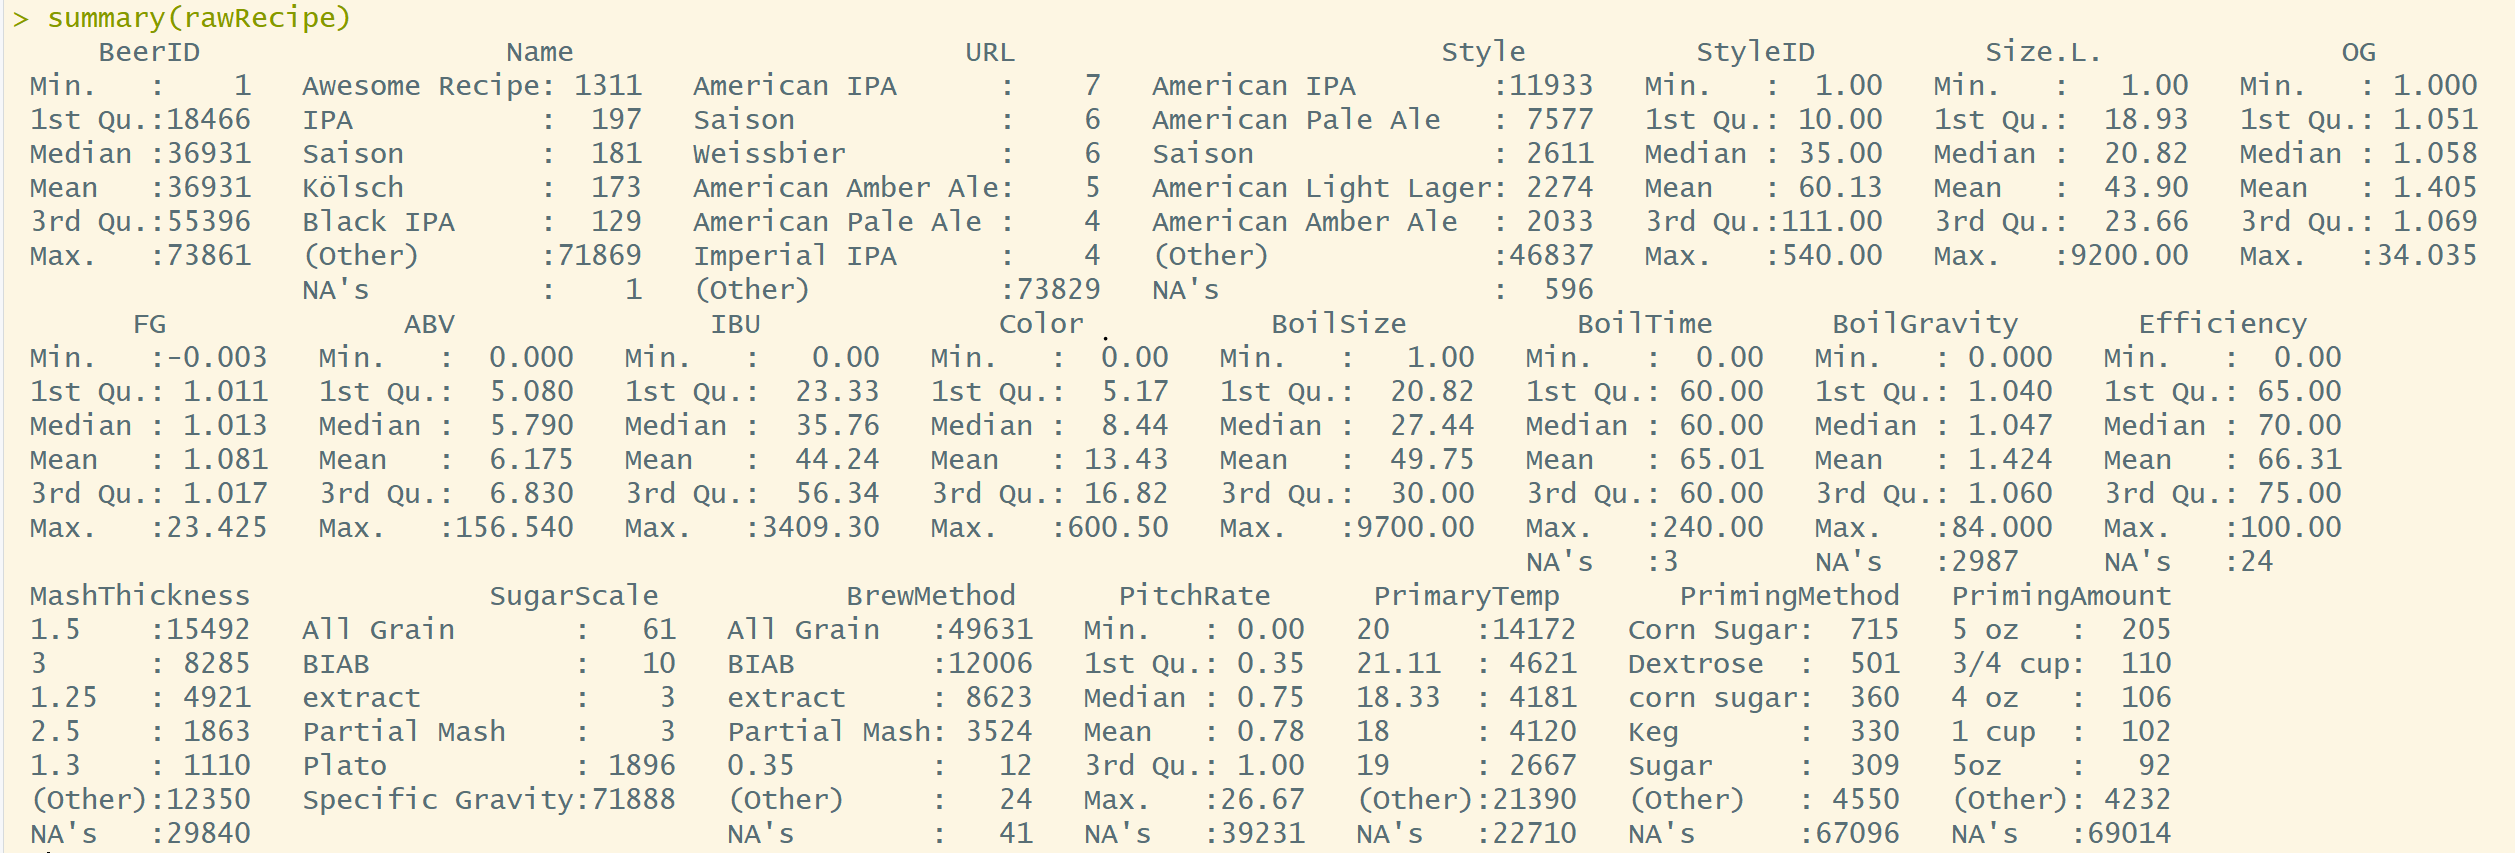 > summary(rawRecipe)
     BeerID                  Name                       URL                         Style          StyleID          Size.L.              OG
 Min.   :    1   Awesome Recipe: 1311   American IPA      :    7   American IPA        :11933   Min.   :  1.00   Min.   :   1.00   Min.   : 1.000
 1st Qu.:18466   IPA           :  197   Saison            :    6   American Pale Ale   : 7577   1st Qu.: 10.00   1st Qu.:  18.93   1st Qu.: 1.051
 Median :36931   Saison        :  181   Weissbier         :    6   Saison              : 2611   Median : 35.00   Median :  20.82   Median : 1.058
 Mean   :36931   Kölsch        :  173   American Amber Ale:    5   American Light Lager: 2274   Mean   : 60.13   Mean   :  43.90   Mean   : 1.405
 3rd Qu.:55396   Black IPA     :  129   American Pale Ale :    4   American Amber Ale  : 2033   3rd Qu.:111.00   3rd Qu.:  23.66   3rd Qu.: 1.069
 Max.   :73861   (Other)       :71869   Imperial IPA      :    4   (Other)             :46837   Max.   :540.00   Max.   :9200.00   Max.   :34.035
                 NA's          :    1   (Other)           :73829   NA's                :  596
       FG              ABV               IBU              Color           BoilSize          BoilTime       BoilGravity       Efficiency
 Min.   :-0.003   Min.   :  0.000   Min.   :   0.00   Min.   :  0.00   Min.   :   1.00   Min.   :  0.00   Min.   : 0.000   Min.   :  0.00
 1st Qu.: 1.011   1st Qu.:  5.080   1st Qu.:  23.33   1st Qu.:  5.17   1st Qu.:  20.82   1st Qu.: 60.00   1st Qu.: 1.040   1st Qu.: 65.00
 Median : 1.013   Median :  5.790   Median :  35.76   Median :  8.44   Median :  27.44   Median : 60.00   Median : 1.047   Median : 70.00
 Mean   : 1.081   Mean   :  6.175   Mean   :  44.24   Mean   : 13.43   Mean   :  49.75   Mean   : 65.01   Mean   : 1.424   Mean   : 66.31
 3rd Qu.: 1.017   3rd Qu.:  6.830   3rd Qu.:  56.34   3rd Qu.: 16.82   3rd Qu.:  30.00   3rd Qu.: 60.00   3rd Qu.: 1.060   3rd Qu.: 75.00
 Max.   :23.425   Max.   :156.540   Max.   :3409.30   Max.   :600.50   Max.   :9700.00   Max.   :240.00   Max.   :84.000   Max.   :100.00
                                                                                         NA's   :3        NA's   :2987     NA's   :24
 MashThickness              SugarScale           BrewMethod      PitchRate      PrimaryTemp       PrimingMethod   PrimingAmount
 1.5    :15492   All Grain       :   61   All Grain   :49631   Min.   : 0.00   20     :14172   Corn Sugar:  715   5 oz   :  205
 3      : 8285   BIAB            :   10   BIAB        :12006   1st Qu.: 0.35   21.11  : 4621   Dextrose  :  501   3/4 cup:  110
 1.25   : 4921   extract         :    3   extract     : 8623   Median : 0.75   18.33  : 4181   corn sugar:  360   4 oz   :  106
 2.5    : 1863   Partial Mash    :    3   Partial Mash: 3524   Mean   : 0.78   18     : 4120   Keg       :  330   1 cup  :  102
 1.3    : 1110   Plato           : 1896   0.35        :   12   3rd Qu.: 1.00   19     : 2667   Sugar     :  309   5oz    :   92
 (Other):12350   Specific Gravity:71888   (Other)     :   24   Max.   :26.67   (Other):21390   (Other)   : 4550   (Other): 4232
 NA's   :29840                            NA's        :   41   NA's   :39231   NA's   :22710   NA's      :67096   NA's   :69014